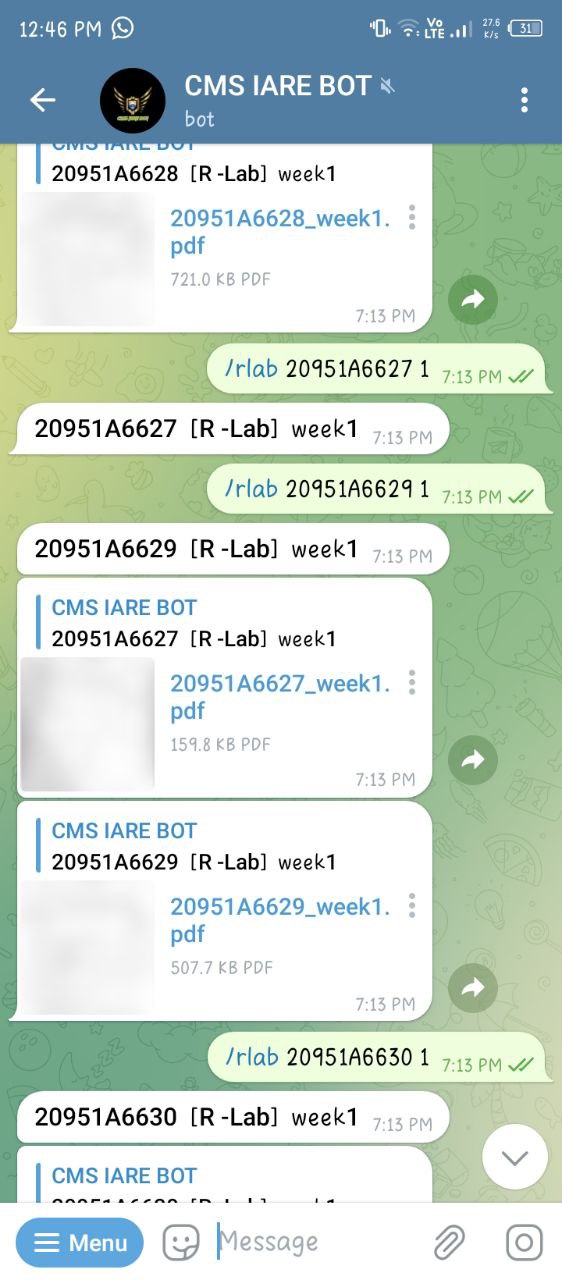 12:46 PM
Vo LTE 27.6 K/s 31
CMS IARE BOT
bot
CMS IARE BOT
20951A6628 [R -Lab] week1
20951A6628_week1.
pdf
721.0 KB PDF
7:13 PM
/rlab 20951A6627 1 7:13 PM
20951A6627 [R -Lab] week1 7:13 PM
/rlab 20951A6629 1 7:13 PM
20951A6629 [R -Lab] week1 7:13 PM
CMS IARE BOT
20951A6627 [R -Lab] week1
20951A6627_week1.
pdf
159.8 KB PDF
7:13 PM
CMS IARE BOT
20951A6629 [R -Lab] week1
20951A6629_week1.
pdf
507.7 KB PDF
7:13 PM
/rlab 20951A6630 1 7:13 PM
20951A6630 [R -Lab] week1 7:13 PM
CMS IARE BOT
Menu Message